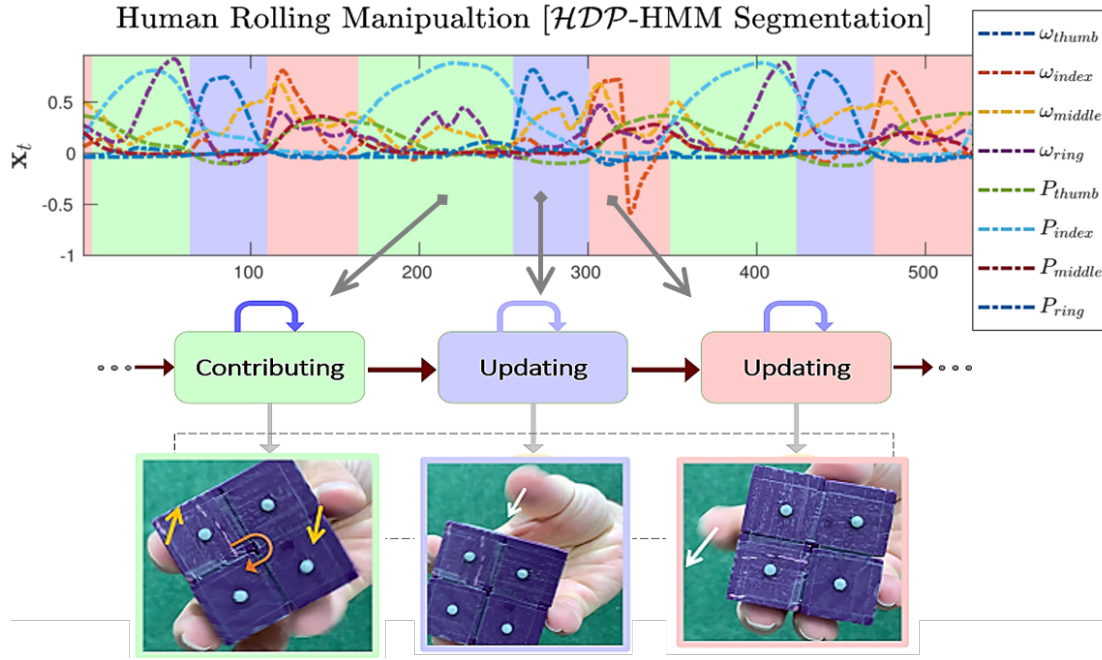 Human Rolling Manipualtion [HDP-HMM Segmentation]
x_t
0.5
0
-0.5
-1
100
200
300
400
500
ω_thumb
ω_index
ω_middle
ω_ring
P_thumb
P_index
P_middle
P_ring
Contributing
Updating
Updating